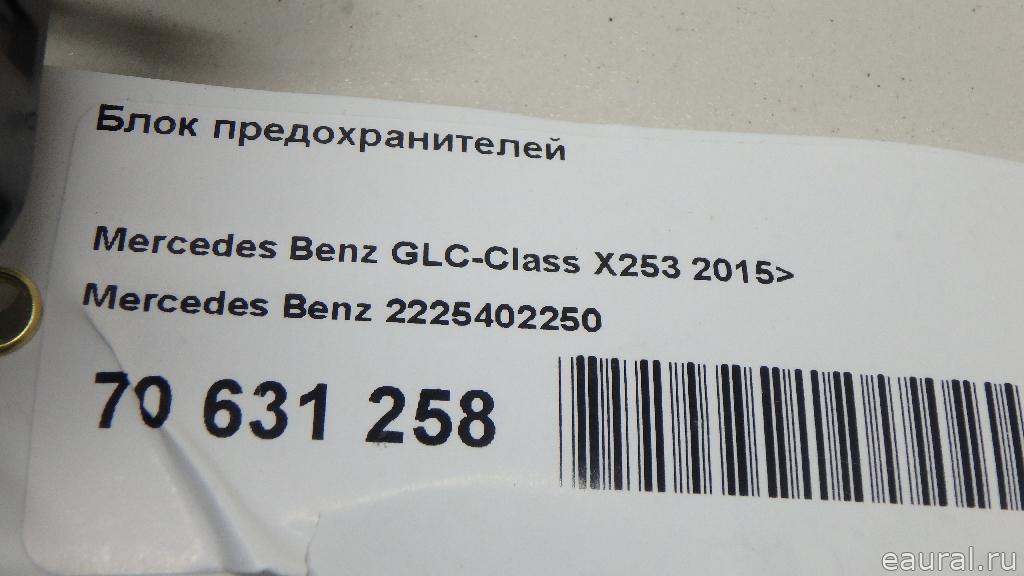 Блок предохранителей
Mercedes Benz GLC-Class X253 2015>
Mercedes Benz 2225402250
70 631 258
eaural.ru